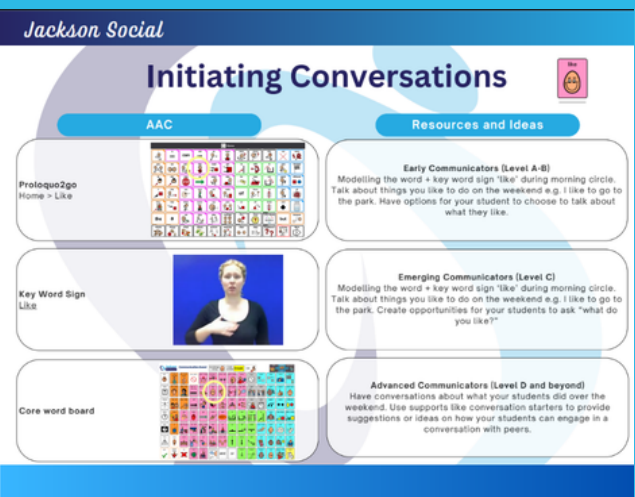 Jackson Social
Initiating Conversations
like
AAC
Resources and Ideas
Proloquo2go
Home > Like
Early Communicators (Level A-B)
Modelling the word + key word sign 'like' during morning circle.
Talk about things you like to do on the weekend e.g. I like to go to
the park. Have options for your student to choose to talk about
what they like.
Key Word Sign
Like
Emerging Communicators (Level C)
Modelling the word + key word sign 'like' during morning circle.
Talk about things you like to do on the weekend e.g. I like to go to
the park. Create opportunities for your students to ask "what do
you like?"
Core word board
Advanced Communicators (Level D and beyond)
Have conversations about what your students did over the
weekend. Use supports like conversation starters to provide
suggestions or ideas on how your students can engage in a
conversation with peers.